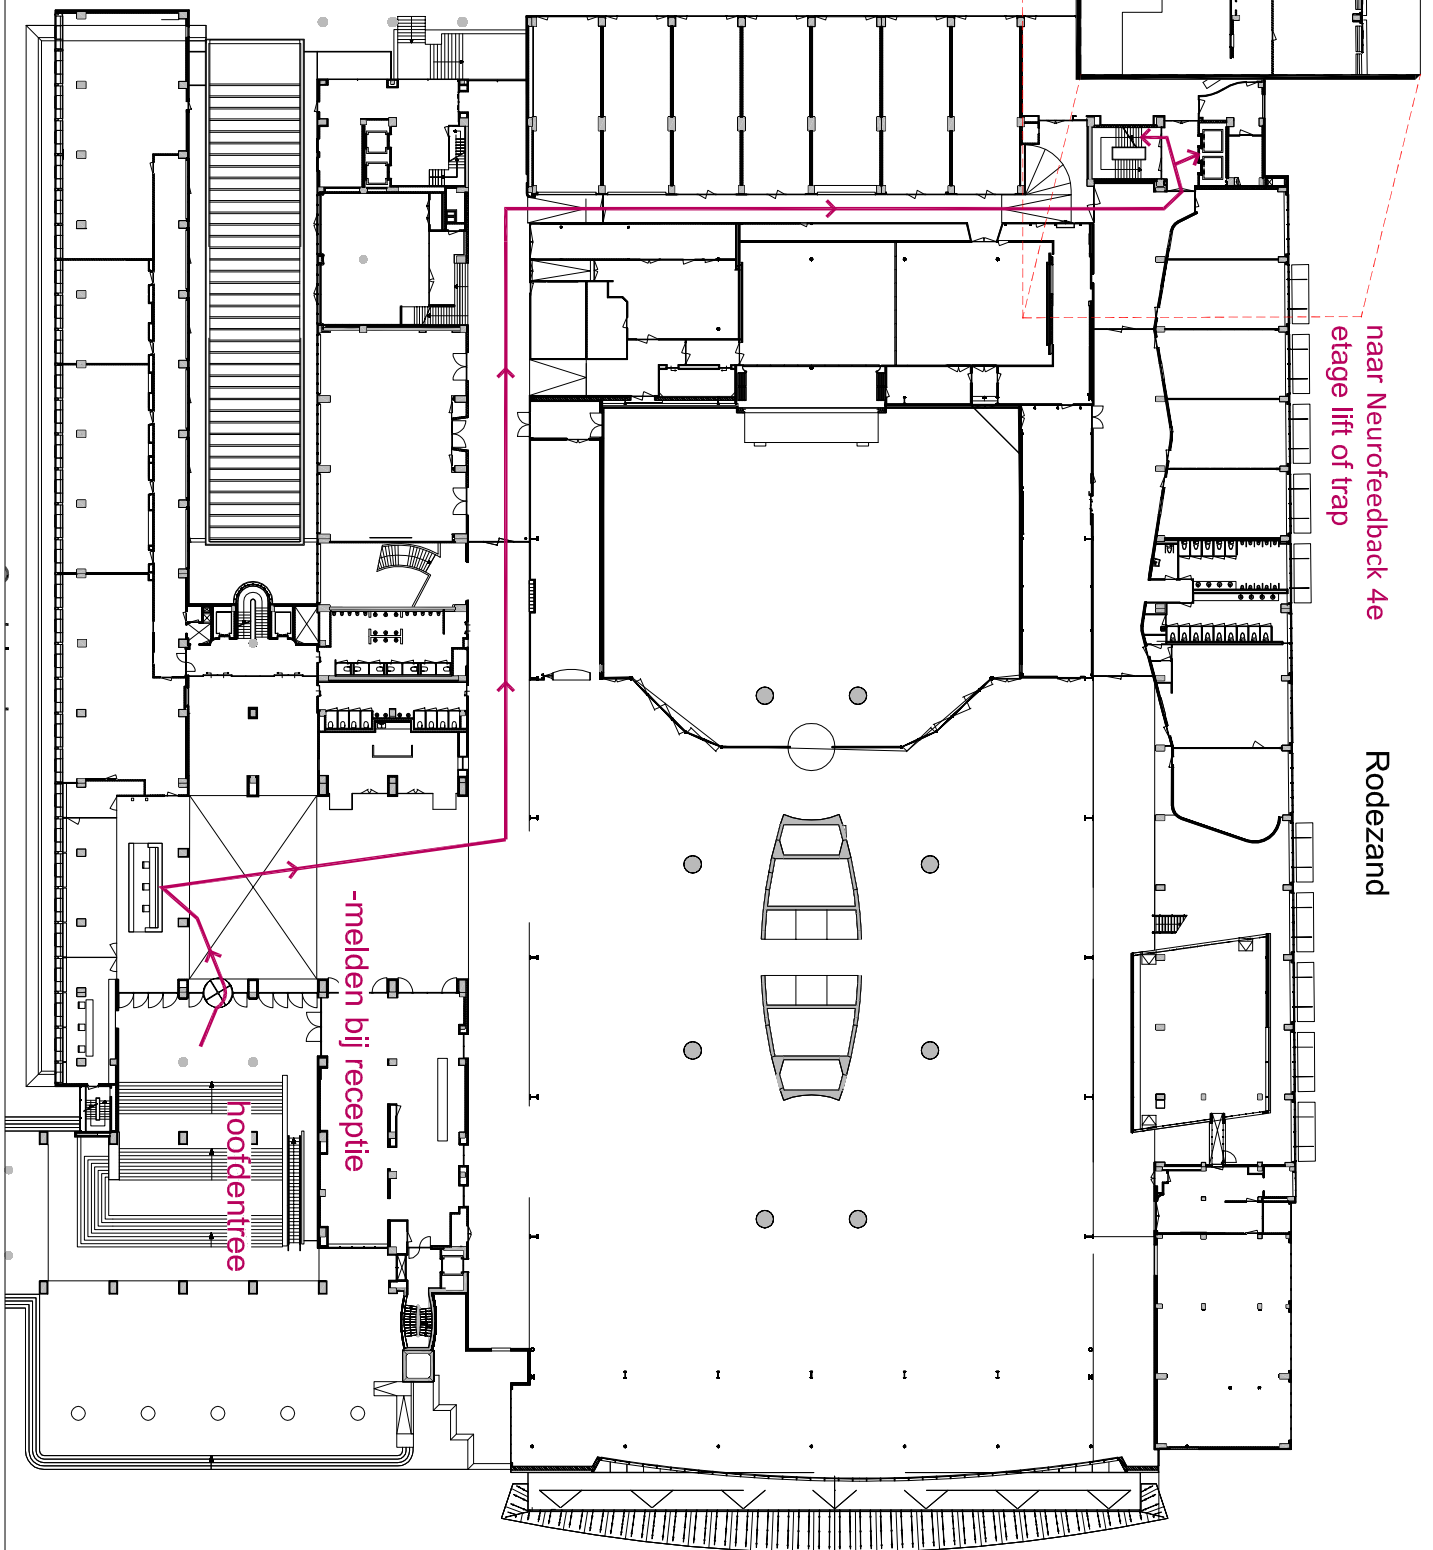 naar Neurofeedback 4e
etage lift of trap
Rodezand
-melden bij receptie
hoofdentree